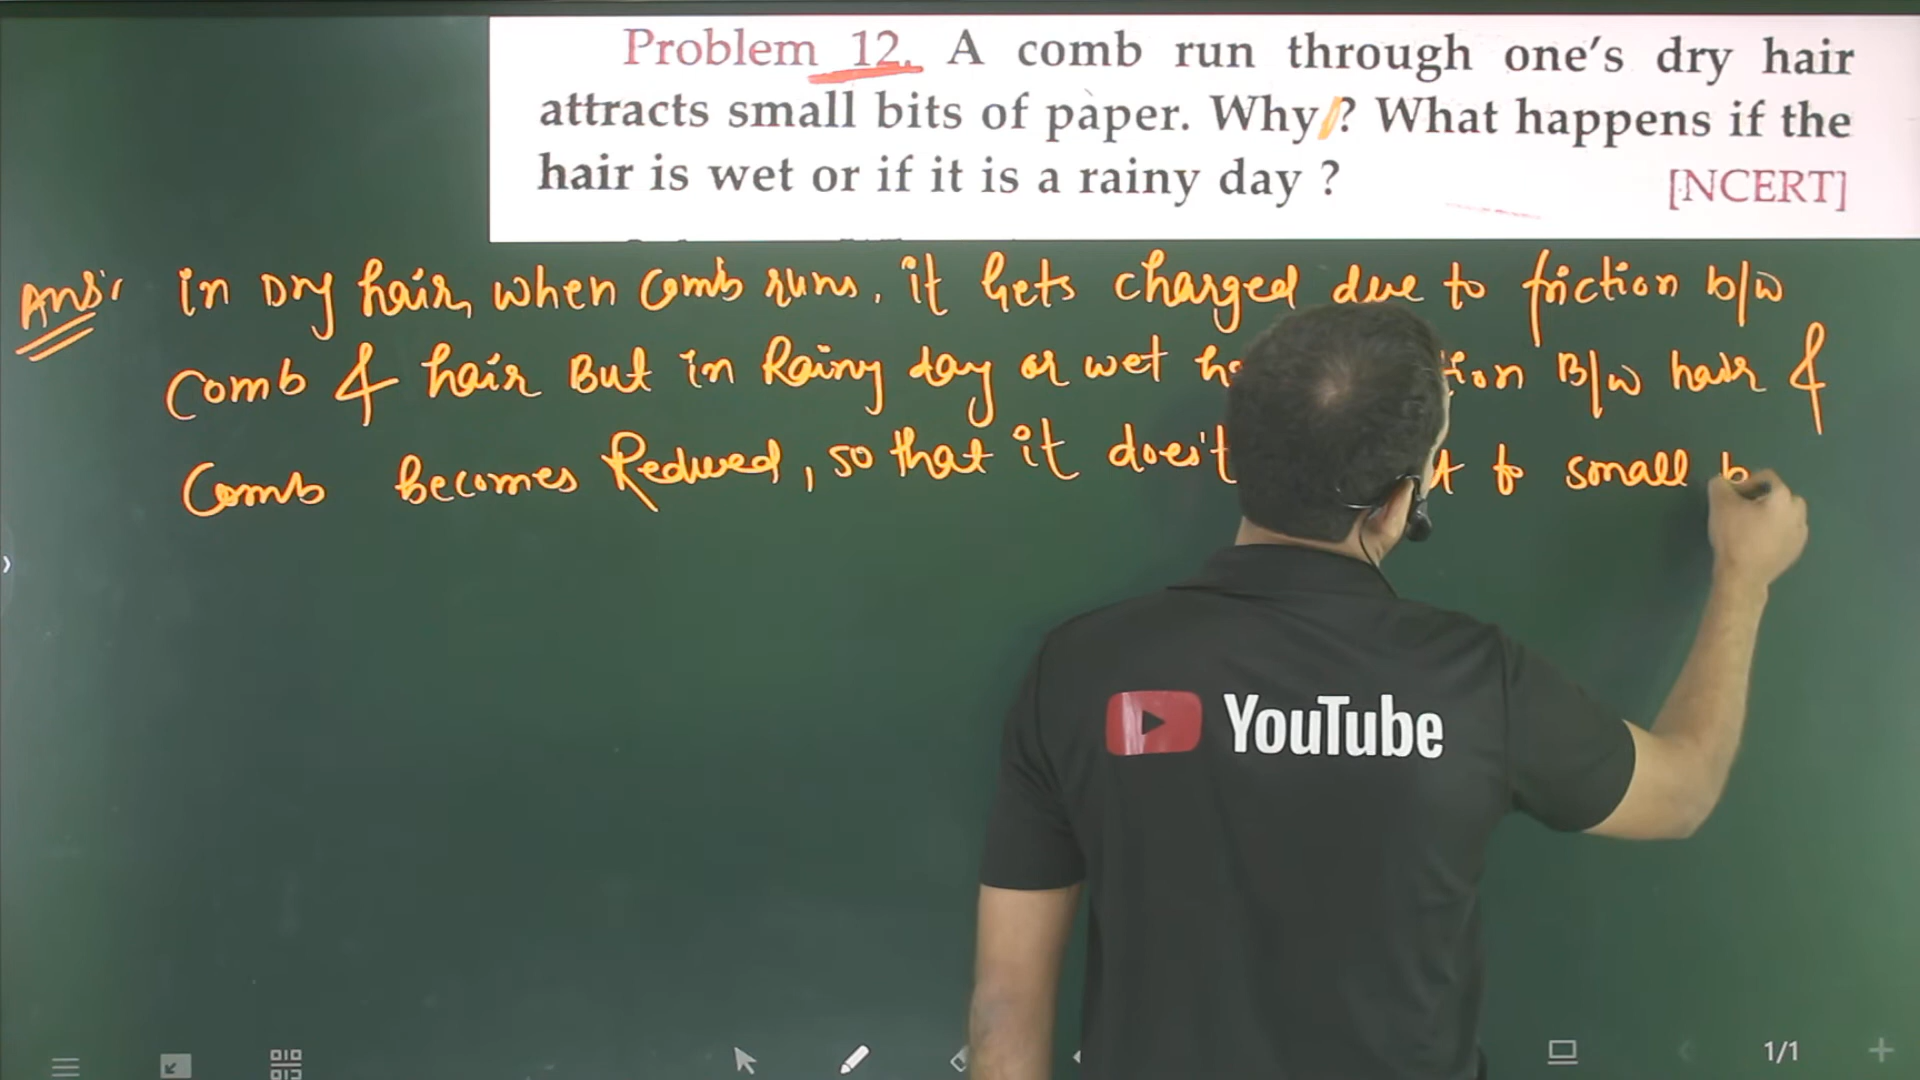 Problem 12. A comb run through one's dry hair
attracts small bits of paper. Why ? What happens if the
hair is wet or if it is a rainy day ? [NCERT]
Ans: in Dry hair, when Comb runs, it Gets charged due to friction b/w
Comb & hair But in Rainy day or wet B/w hair &
Comb becomes Reduced, so that it does't to small b
YouTube
1/1